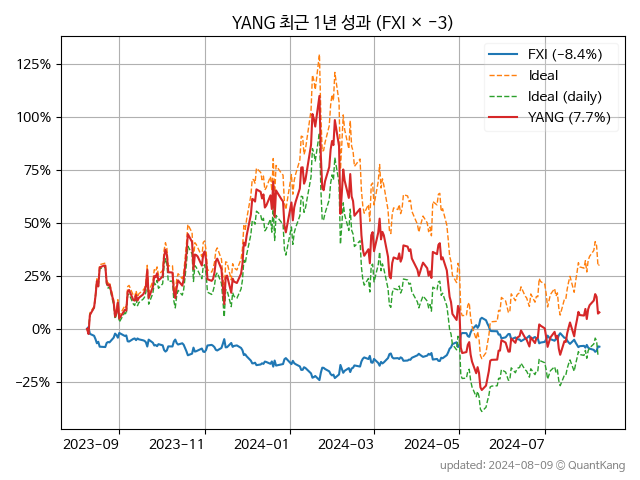 YANG 최근 1년 성과 (FXI × −3)
FXI (−8.4%)
Ideal
Ideal (daily)
YANG (7.7%)
125%
100%
75%
50%
25%
0%
−25%
2023-09 2023-11 2024-01 2024-03 2024-05 2024-07
updated: 2024-08-09 © QuantKang